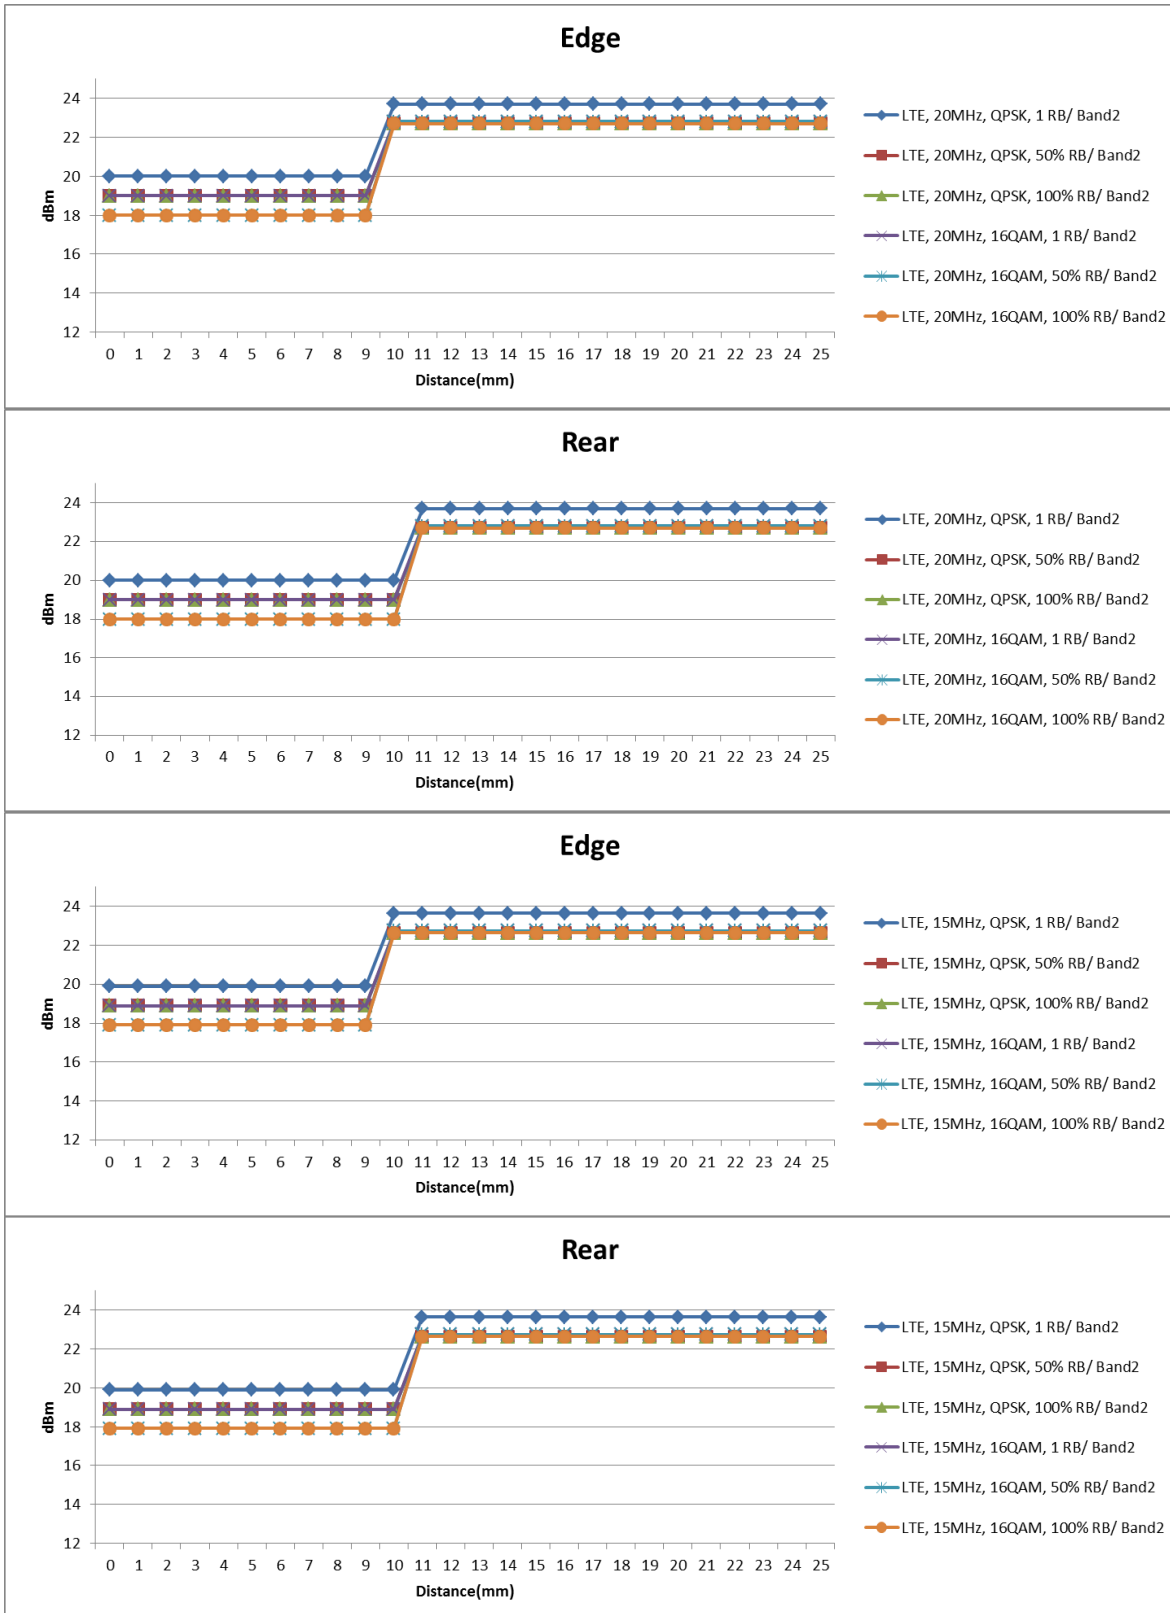 Edge
24
22
20
18
16
14
12
dBm
0 1 2 3 4 5 6 7 8 9 10 11 12 13 14 15 16 17 18 19 20 21 22 23 24 25
Distance(mm)
LTE, 20MHz, QPSK, 1 RB/ Band2
LTE, 20MHz, QPSK, 50% RB/ Band2
LTE, 20MHz, QPSK, 100% RB/ Band2
LTE, 20MHz, 16QAM, 1 RB/ Band2
LTE, 20MHz, 16QAM, 50% RB/ Band2
LTE, 20MHz, 16QAM, 100% RB/ Band2
Rear
24
22
20
18
16
14
12
dBm
0 1 2 3 4 5 6 7 8 9 10 11 12 13 14 15 16 17 18 19 20 21 22 23 24 25
Distance(mm)
LTE, 20MHz, QPSK, 1 RB/ Band2
LTE, 20MHz, QPSK, 50% RB/ Band2
LTE, 20MHz, QPSK, 100% RB/ Band2
LTE, 20MHz, 16QAM, 1 RB/ Band2
LTE, 20MHz, 16QAM, 50% RB/ Band2
LTE, 20MHz, 16QAM, 100% RB/ Band2
Edge
24
22
20
18
16
14
12
dBm
0 1 2 3 4 5 6 7 8 9 10 11 12 13 14 15 16 17 18 19 20 21 22 23 24 25
Distance(mm)
LTE, 15MHz, QPSK, 1 RB/ Band2
LTE, 15MHz, QPSK, 50% RB/ Band2
LTE, 15MHz, QPSK, 100% RB/ Band2
LTE, 15MHz, 16QAM, 1 RB/ Band2
LTE, 15MHz, 16QAM, 50% RB/ Band2
LTE, 15MHz, 16QAM, 100% RB/ Band2
Rear
24
22
20
18
16
14
12
dBm
0 1 2 3 4 5 6 7 8 9 10 11 12 13 14 15 16 17 18 19 20 21 22 23 24 25
Distance(mm)
LTE, 15MHz, QPSK, 1 RB/ Band2
LTE, 15MHz, QPSK, 50% RB/ Band2
LTE, 15MHz, QPSK, 100% RB/ Band2
LTE, 15MHz, 16QAM, 1 RB/ Band2
LTE, 15MHz, 16QAM, 50% RB/ Band2
LTE, 15MHz, 16QAM, 100% RB/ Band2